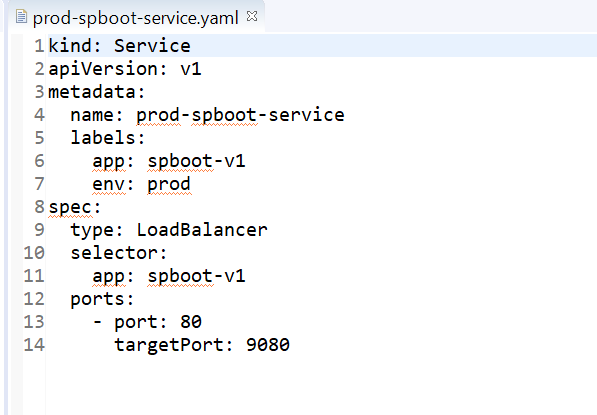 prod-spboot-service.yaml
1 kind: Service
2 apiVersion: v1
3 metadata:
4   name: prod-spboot-service
5   labels:
6     app: spboot-v1
7     env: prod
8 spec:
9   type: LoadBalancer
10   selector:
11     app: spboot-v1
12   ports:
13     - port: 80
14       targetPort: 9080